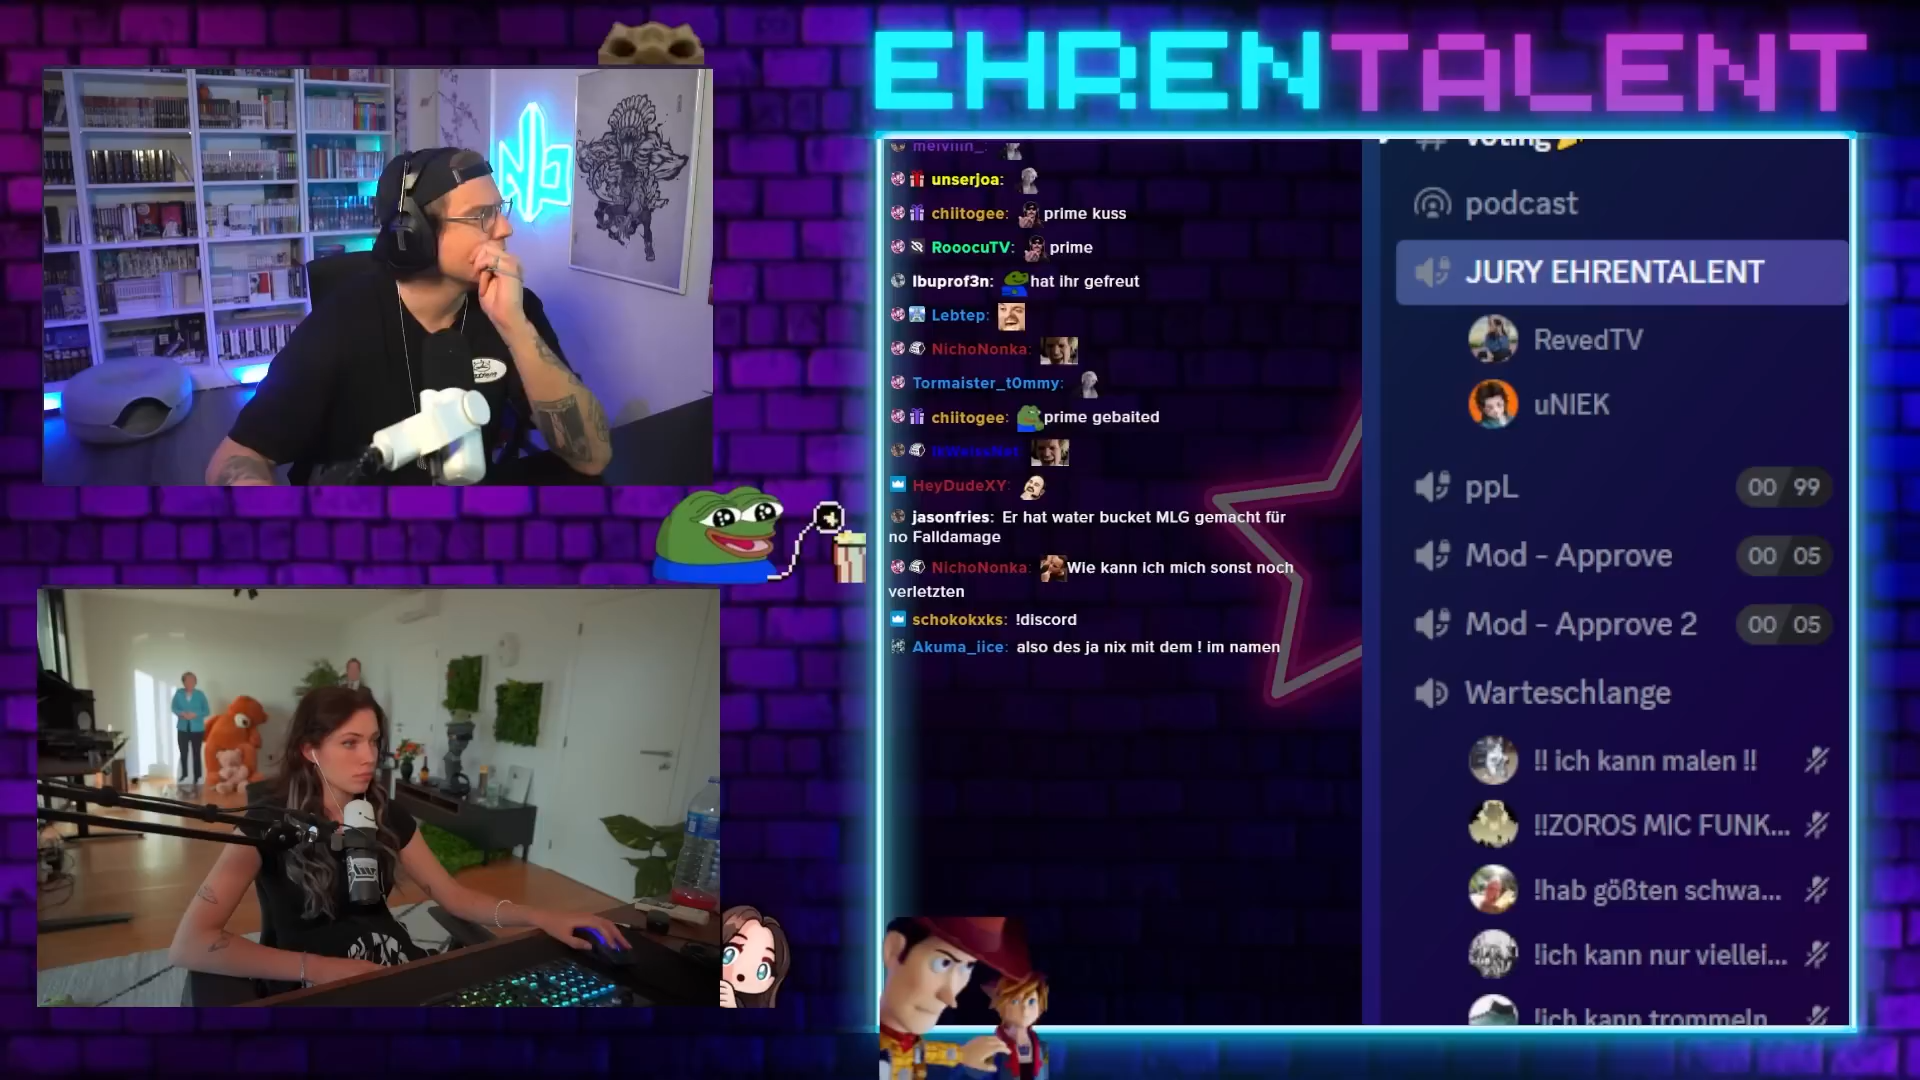 EHRENTALENT
melvinn_:
unserjoa:
chiitogee: prime kuss
RooocuTV: prime
Ibuprof3n: hat ihr gefreut
Lebtep:
NichoNonka:
Tormaister_t0mmy:
chiitogee: prime gebaited
IkWeissNet
HeyDudeXY:
jasonfries: Er hat water bucket MLG gemacht für
no Falldamage
NichoNonka: Wie kann ich mich sonst noch
verletzten
schokokxks: !discord
Akuma_iice: also des ja nix mit dem ! im namen
voting
podcast
JURY EHRENTALENT
RevedTV
uNIEK
ppL 00 99
Mod - Approve 00 05
Mod - Approve 2 00 05
Warteschlange
!! ich kann malen !!
!!ZOROS MIC FUNK...
!hab gößten schwa...
!ich kann nur viellei...
!ich kann trommeln